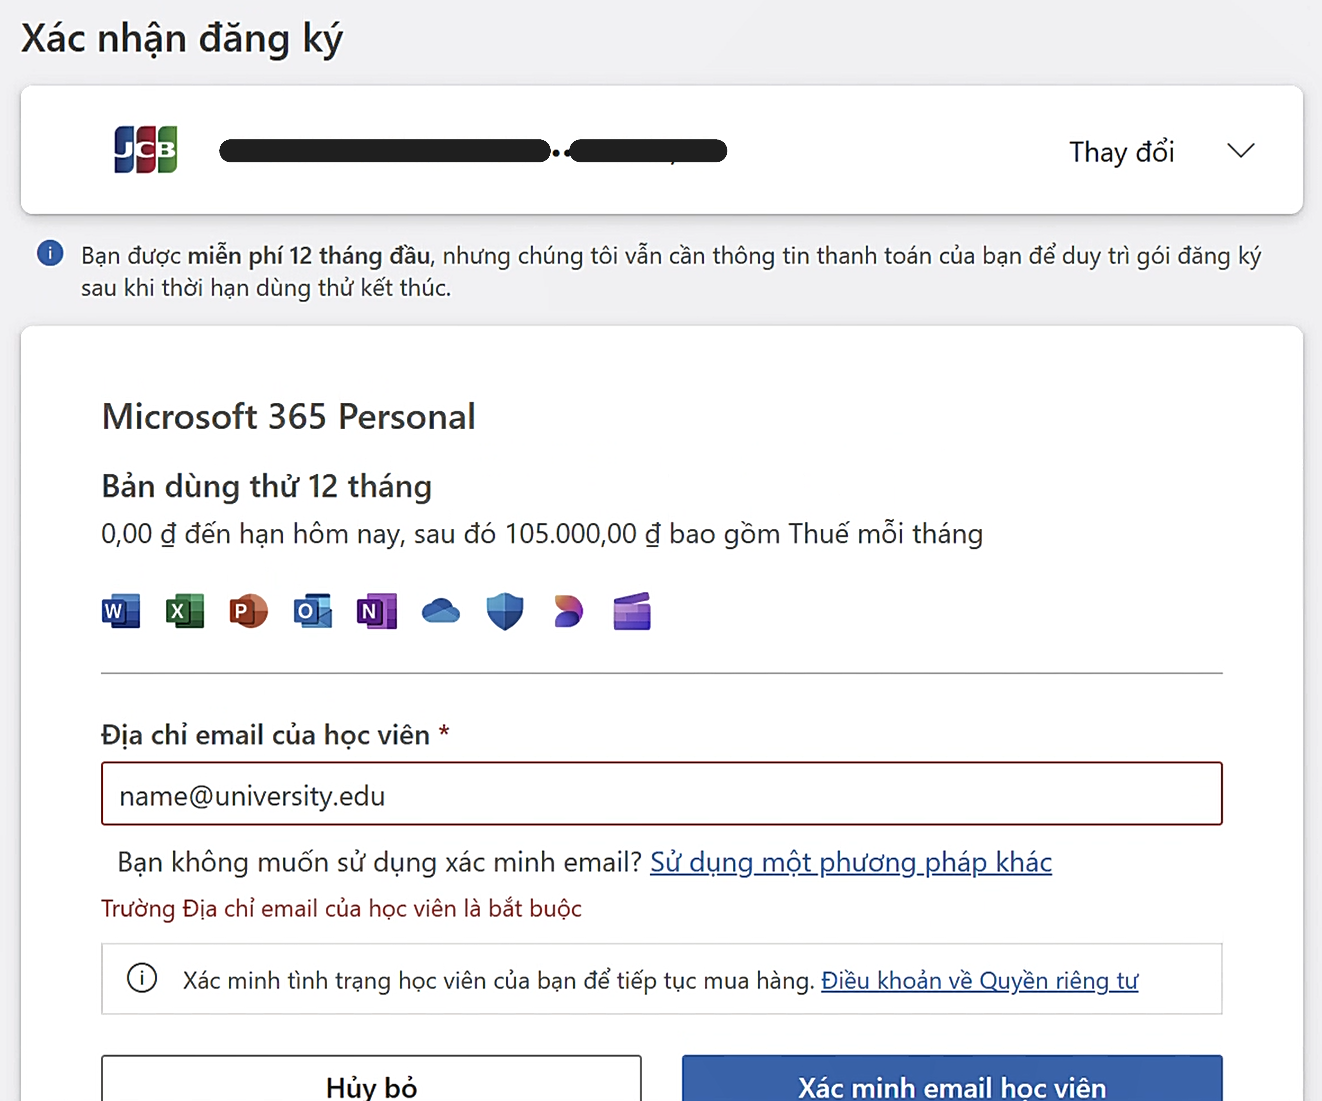 Xác nhận đăng ký
JCB
Thay đổi
Bạn được miễn phí 12 tháng đầu, nhưng chúng tôi vẫn cần thông tin thanh toán của bạn để duy trì gói đăng ký
sau khi thời hạn dùng thử kết thúc.
Microsoft 365 Personal
Bản dùng thử 12 tháng
0,00 ₫ đến hạn hôm nay, sau đó 105.000,00 ₫ bao gồm Thuế mỗi tháng
W X P O N
Địa chỉ email của học viên *
name@university.edu
Bạn không muốn sử dụng xác minh email? Sử dụng một phương pháp khác
Trường Địa chỉ email của học viên là bắt buộc
Xác minh tình trạng học viên của bạn để tiếp tục mua hàng. Điều khoản về Quyền riêng tư
Hủy bỏ
Xác minh email học viên